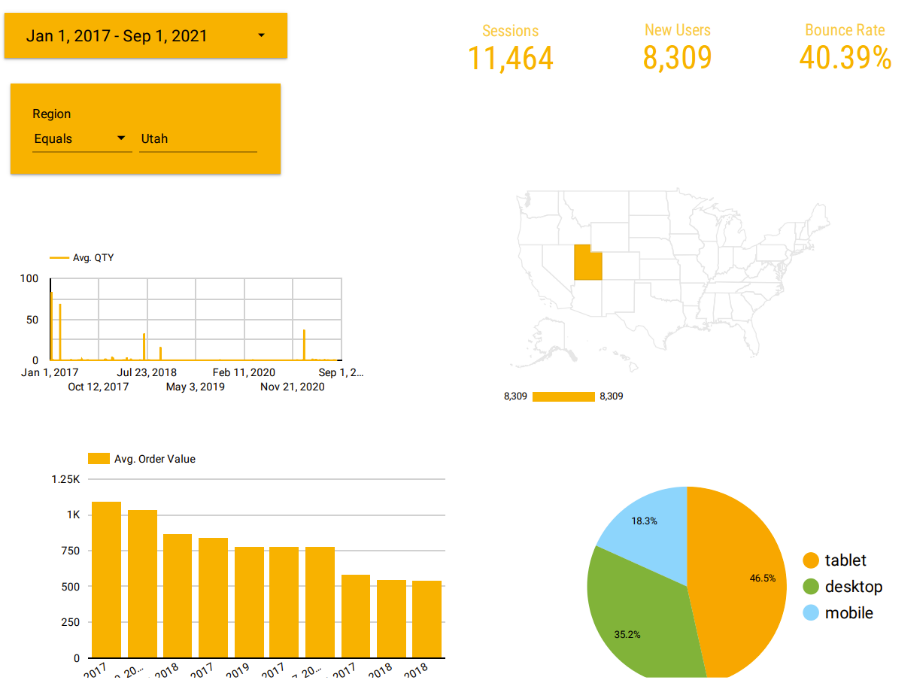 Jan 1, 2017 - Sep 1, 2021
Sessions
11,464
New Users
8,309
Bounce Rate
40.39%
Region
Equals
Utah
Avg. QTY
100
50
0
Jan 1, 2017
Jul 23, 2018
Feb 11, 2020
Sep 1, 2...
Oct 12, 2017
May 3, 2019
Nov 21, 2020
8,309
8,309
Avg. Order Value
1.25K
1K
750
500
250
0
2017
20...
2018
2017
2019
2017
7, 20...
2017
2018
2018
18.3%
46.5%
35.2%
tablet
desktop
mobile